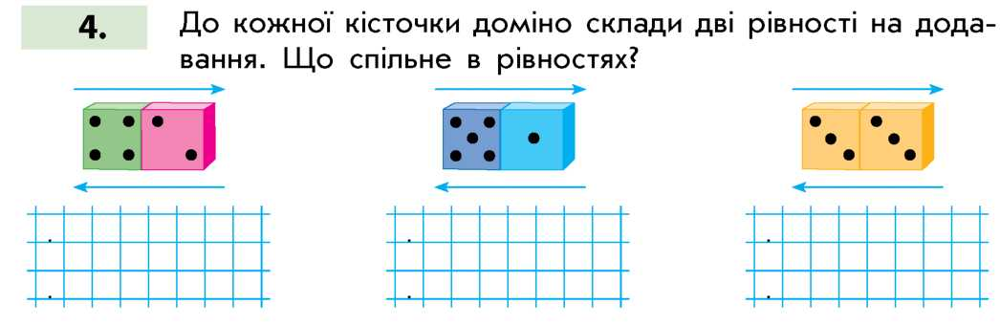 4. До кожної кісточки доміно склади дві рівності на дода-
вання. Що спільне в рівностях?